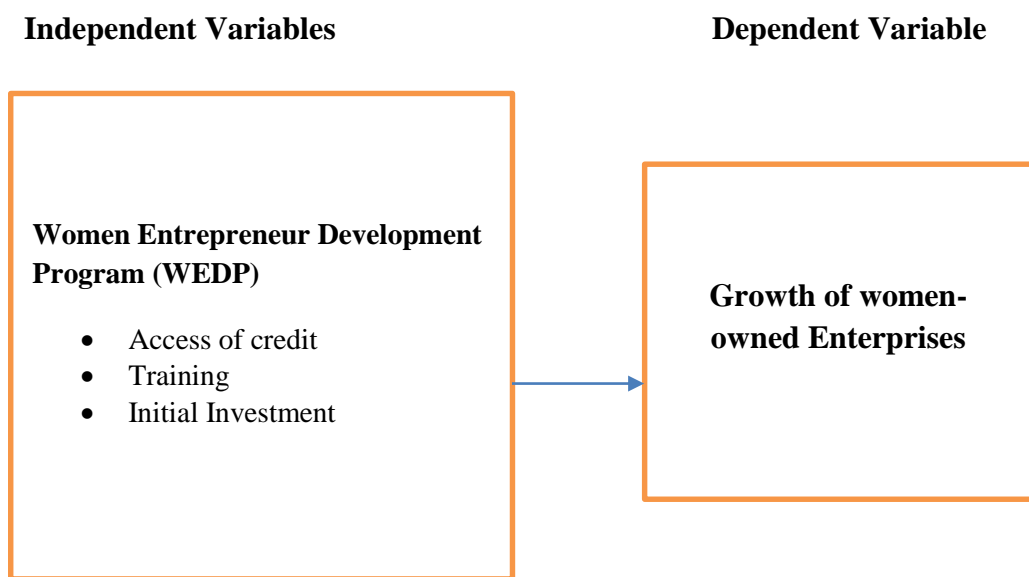 Independent Variables
Dependent Variable
Women Entrepreneur Development
Program (WEDP)
• Access of credit
• Training
• Initial Investment
Growth of women-
owned Enterprises